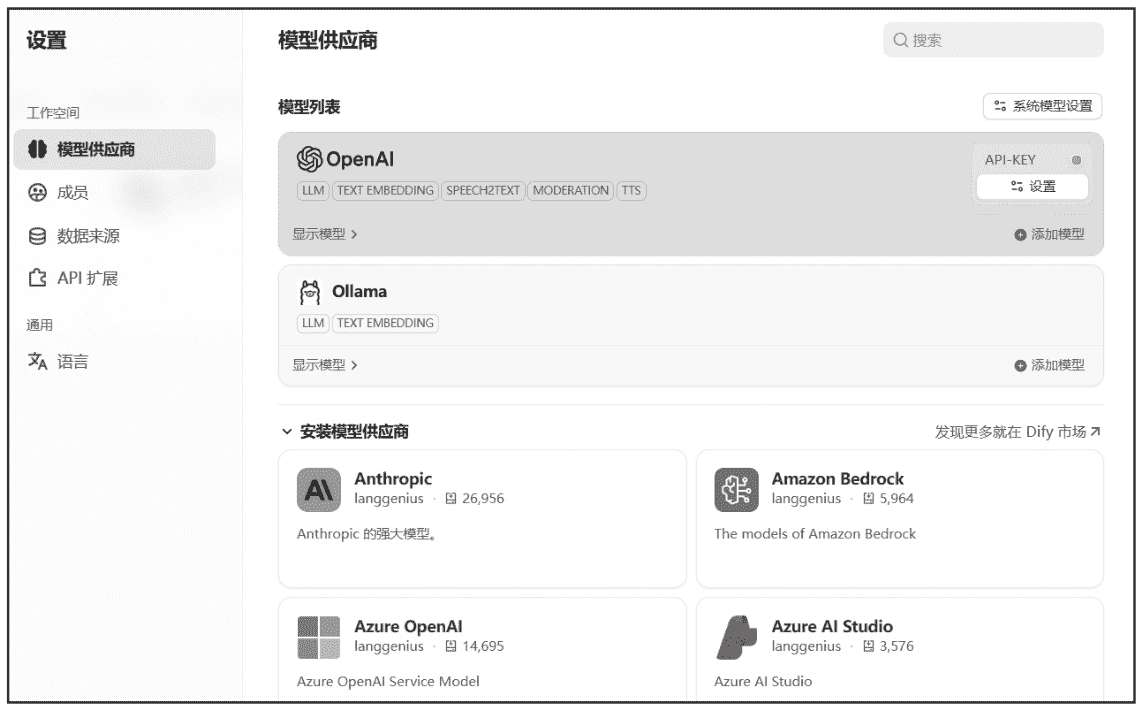 设置
工作空间
模型供应商
成员
数据来源
API 扩展
通用
语言
模型供应商
搜索
模型列表
系统模型设置
OpenAI
LLM TEXT EMBEDDING SPEECH2TEXT MODERATION TTS
API-KEY
设置
显示模型
添加模型
Ollama
LLM TEXT EMBEDDING
显示模型
添加模型
安装模型供应商
发现更多就在 Dify 市场
Anthropic
langgenius · 26,956
Anthropic 的强大模型。
Amazon Bedrock
langgenius · 5,964
The models of Amazon Bedrock
Azure OpenAI
langgenius · 14,695
Azure OpenAI Service Model
Azure AI Studio
langgenius · 3,576
Azure AI Studio